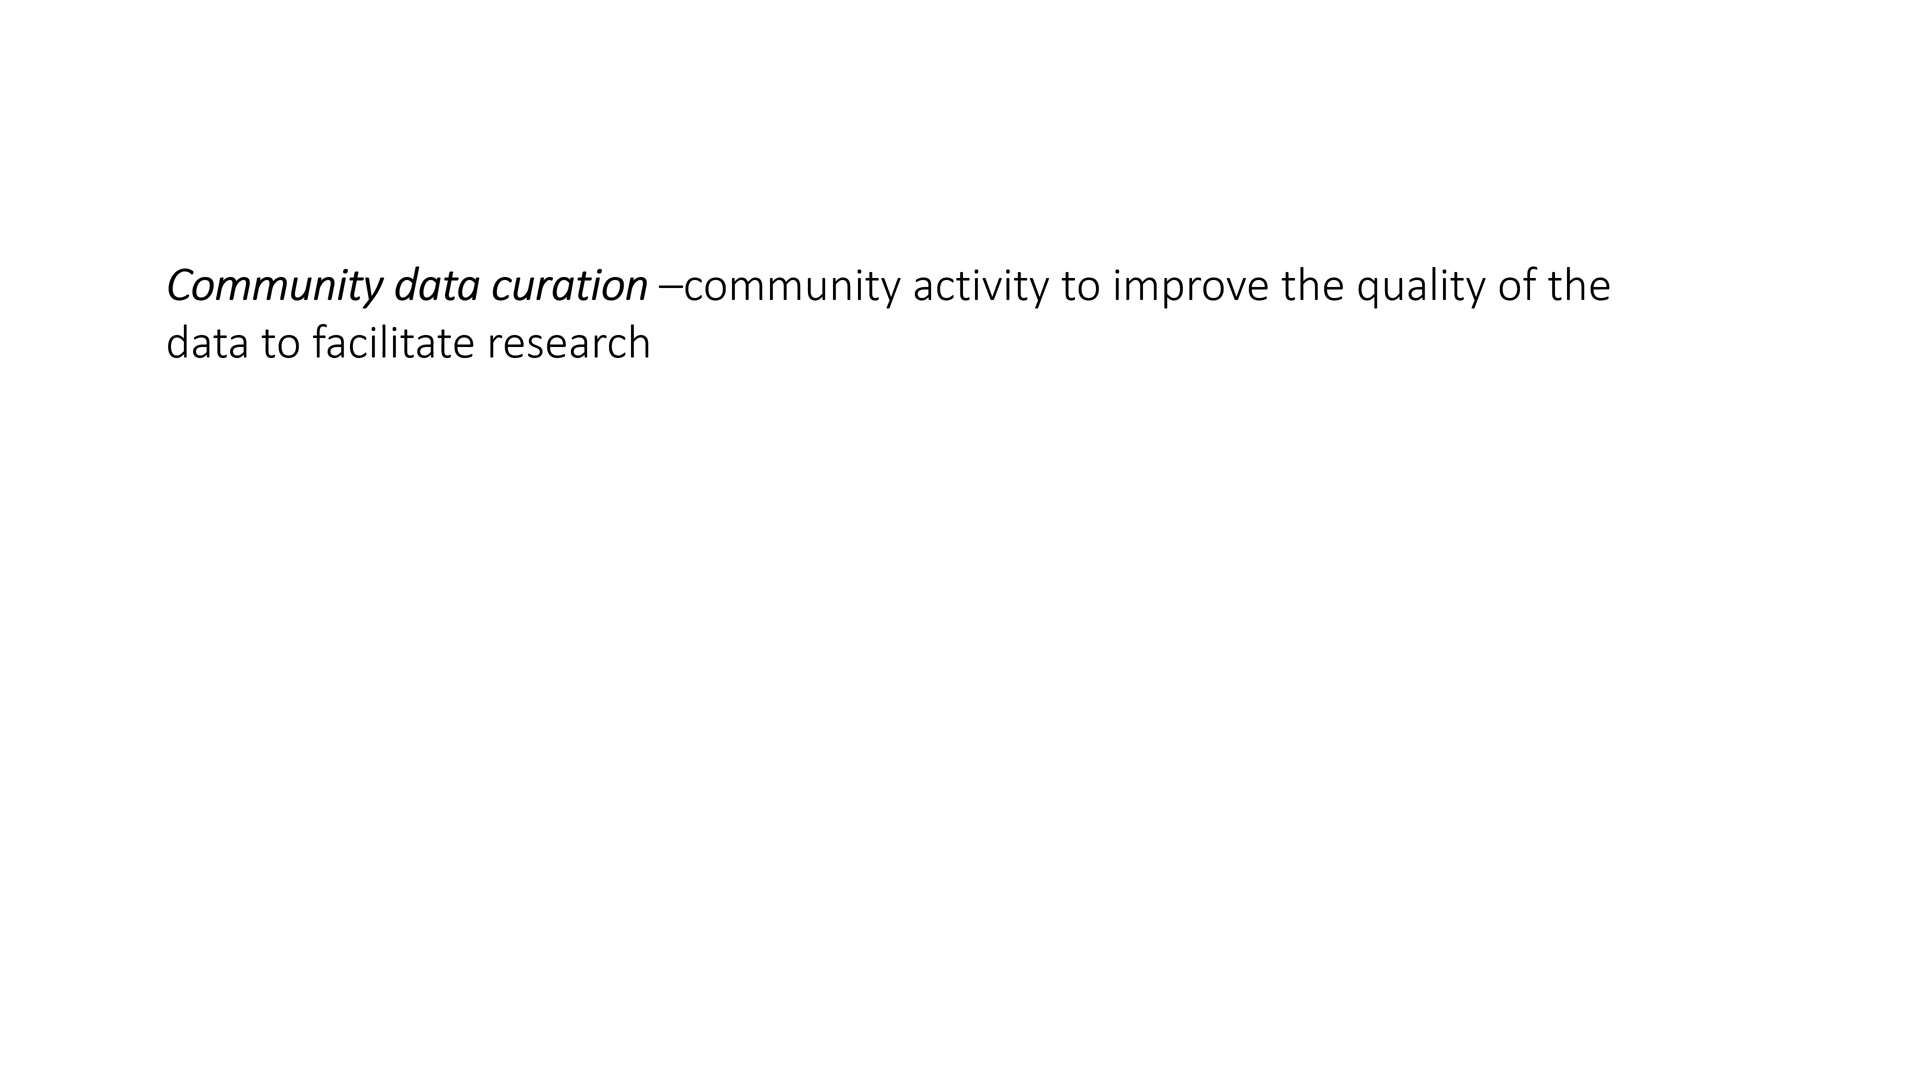 Community data curation –community activity to improve the quality of the
data to facilitate research